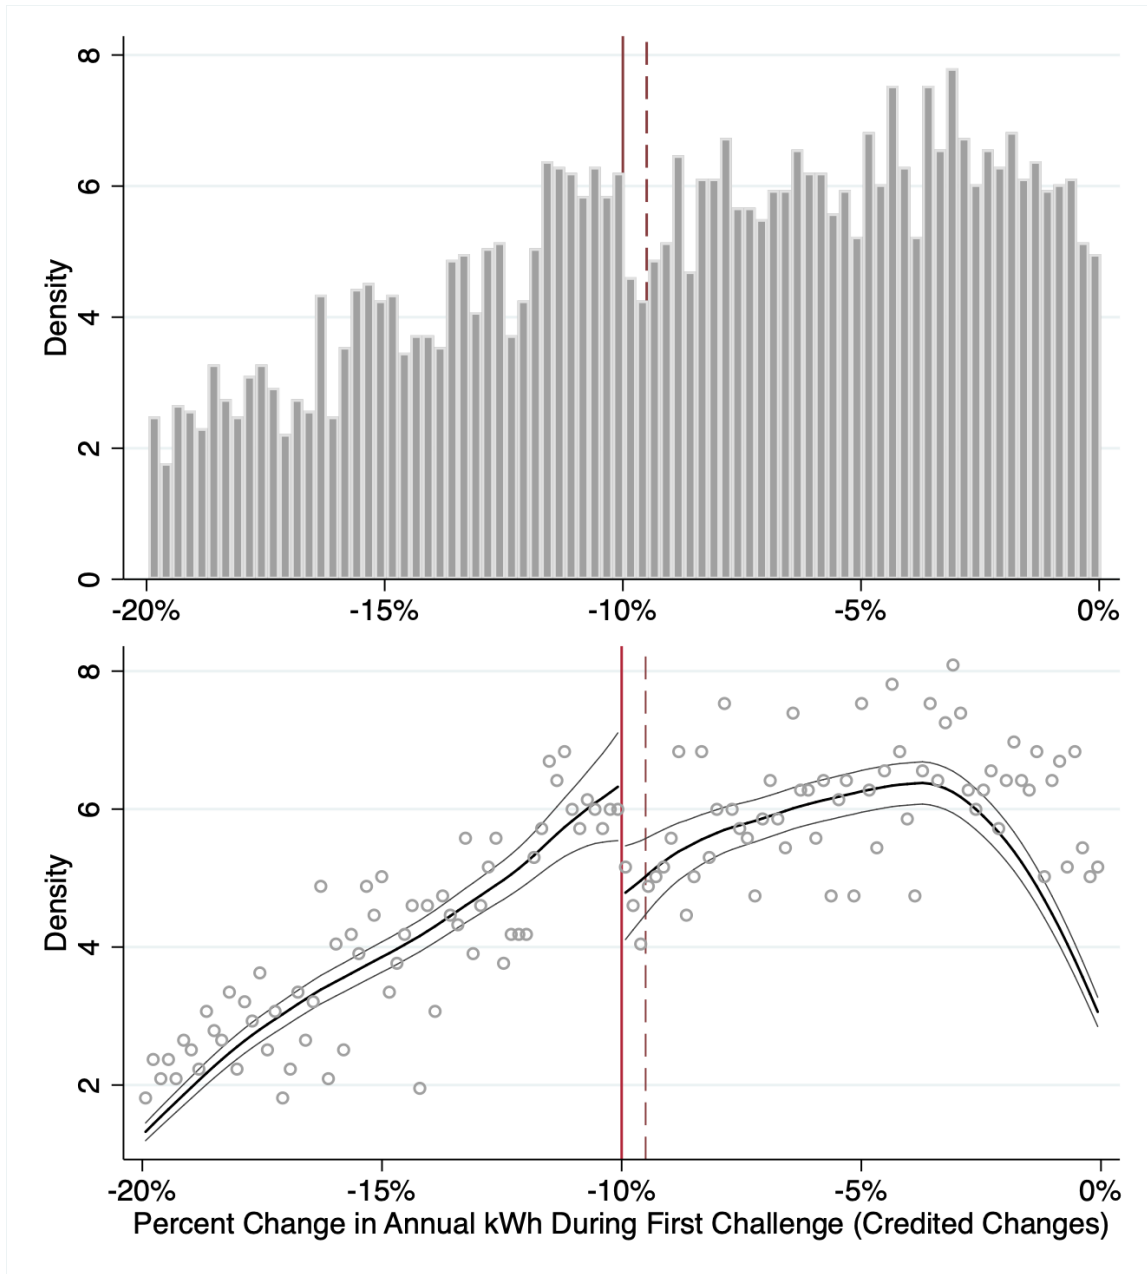 8
6
4
2
0
Density
-20% -15% -10% -5% 0%
8
6
4
2
Density
-20% -15% -10% -5% 0%
Percent Change in Annual kWh During First Challenge (Credited Changes)